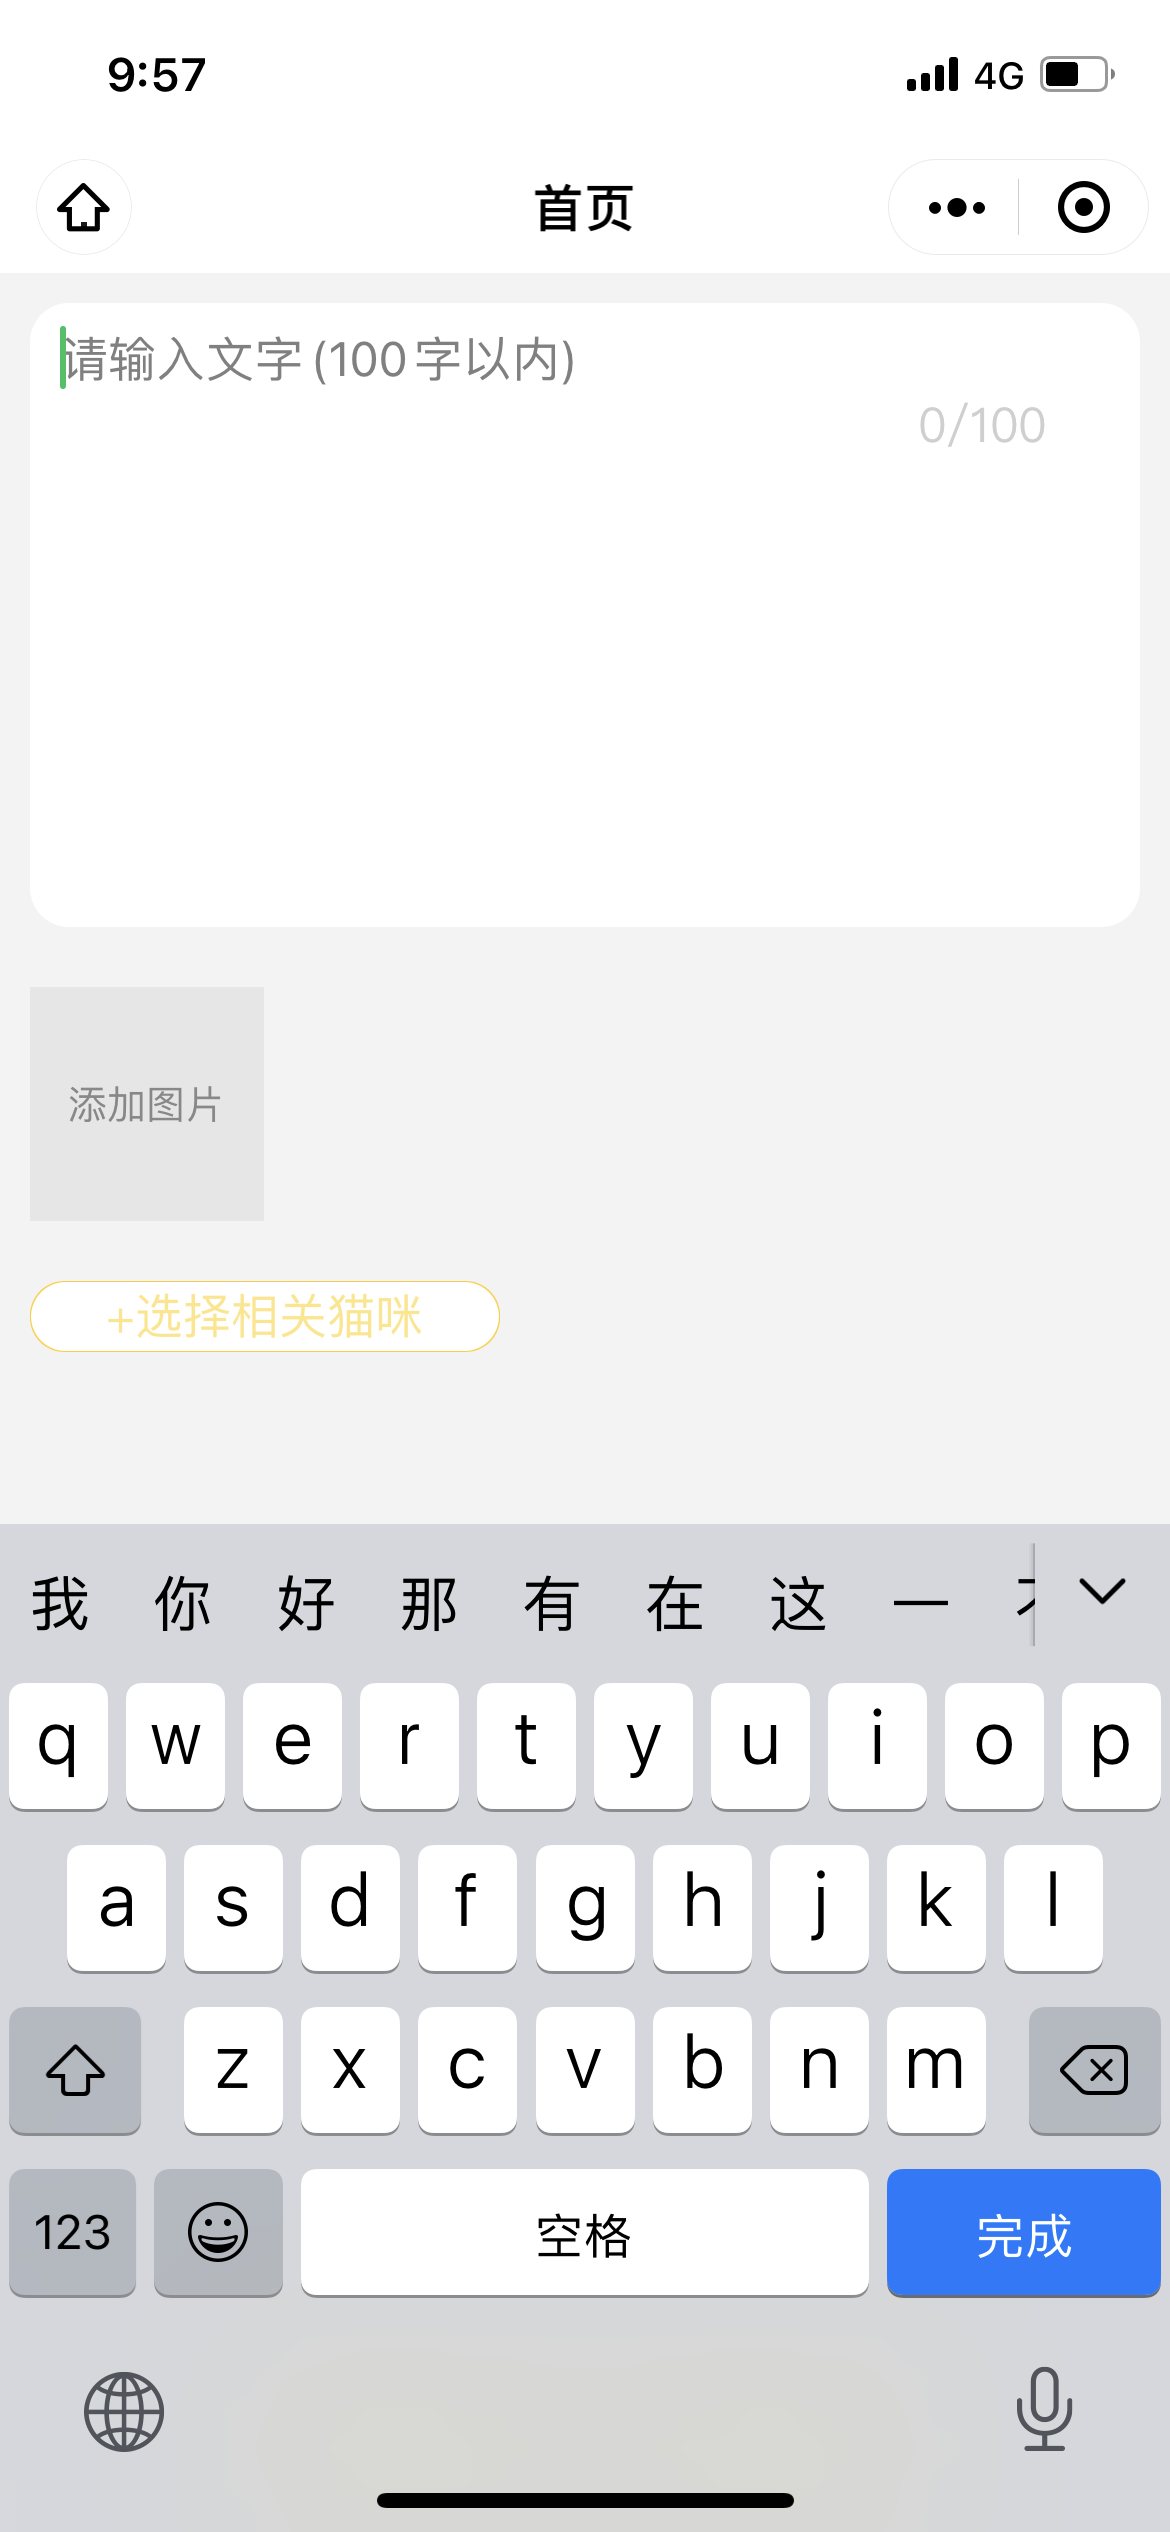 9:57
4G
首页
请输入文字(100字以内)
0/100
添加图片
+选择相关猫咪
我 你 好 那 有 在 这 一
q w e r t y u i o p
a s d f g h j k l
z x c v b n m
123 空格 完成